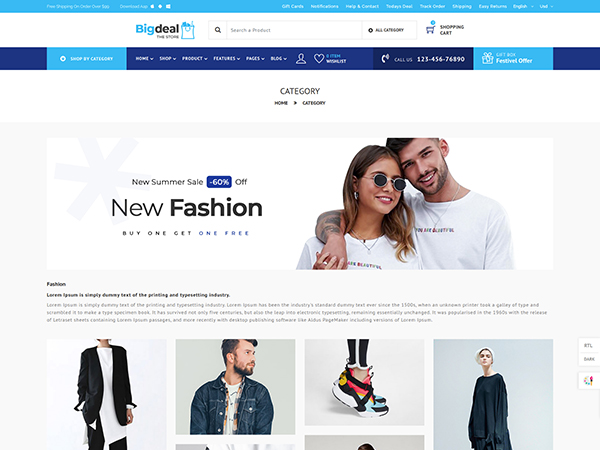 Free Shipping On Order Over $99
Download App
Gift Cards
Notifications
Help & Contact
Todays Deal
Track Order
Shipping
Easy Returns
English
Usd
Bigdeal
THE STORE
Search a Product
ALL CATEGORY
0
SHOPPING
CART
SHOP BY CATEGORY
HOME
SHOP
PRODUCT
FEATURES
PAGES
BLOG
0 ITEM
WISHLIST
CALL US
123-456-76890
GIFT BOX
Festivel Offer
CATEGORY
HOME » CATEGORY
New Summer Sale -60% Off
New Fashion
BUY ONE GET ONE FREE
YOU ARE BEAUTIFUL.
Fashion
Lorem Ipsum is simply dummy text of the printing and typesetting industry.
Lorem Ipsum is simply dummy text of the printing and typesetting industry. Lorem Ipsum has been the industry's standard dummy text ever since the 1500s, when an unknown printer took a galley of type and
scrambled it to make a type specimen book. It has survived not only five centuries, but also the leap into electronic typesetting, remaining essentially unchanged. It was popularised in the 1960s with the release
of Letraset sheets containing Lorem Ipsum passages, and more recently with desktop publishing software like Aldus PageMaker including versions of Lorem Ipsum.
RTL
DARK